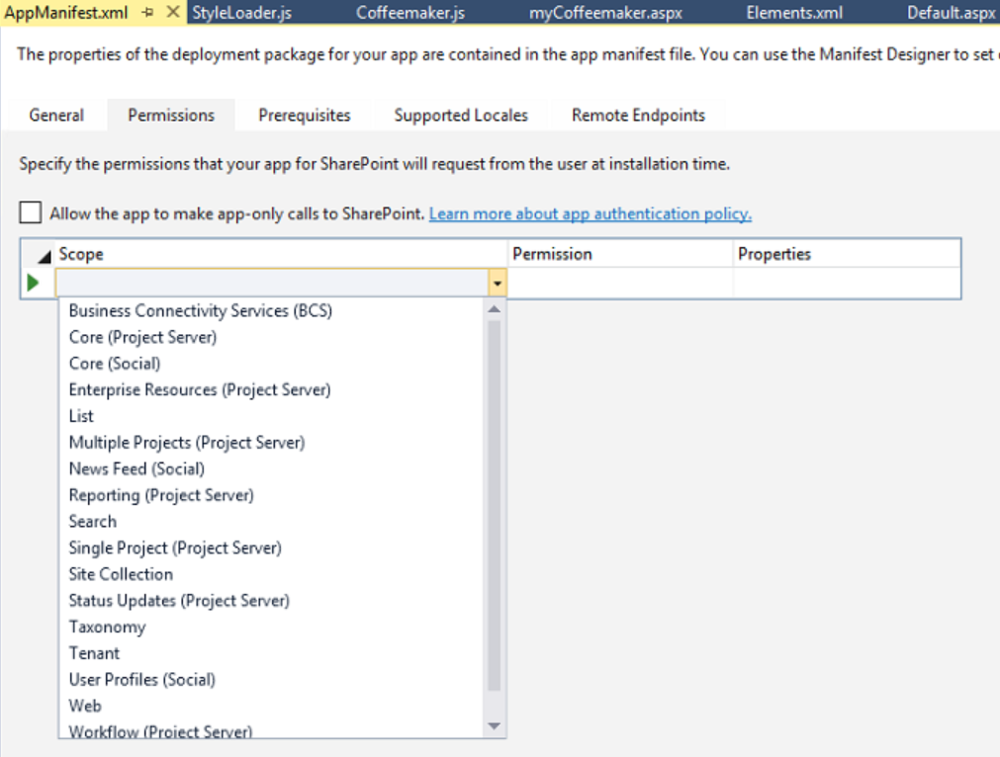 AppManifest.xml StyleLoader.js Coffeemaker.js myCoffeemaker.aspx Elements.xml Default.aspx
The properties of the deployment package for your app are contained in the app manifest file. You can use the Manifest Designer to set
General Permissions Prerequisites Supported Locales Remote Endpoints
Specify the permissions that your app for SharePoint will request from the user at installation time.
Allow the app to make app-only calls to SharePoint. Learn more about app authentication policy.
Scope Permission Properties
Business Connectivity Services (BCS)
Core (Project Server)
Core (Social)
Enterprise Resources (Project Server)
List
Multiple Projects (Project Server)
News Feed (Social)
Reporting (Project Server)
Search
Single Project (Project Server)
Site Collection
Status Updates (Project Server)
Taxonomy
Tenant
User Profiles (Social)
Web
Workflow (Project Server)